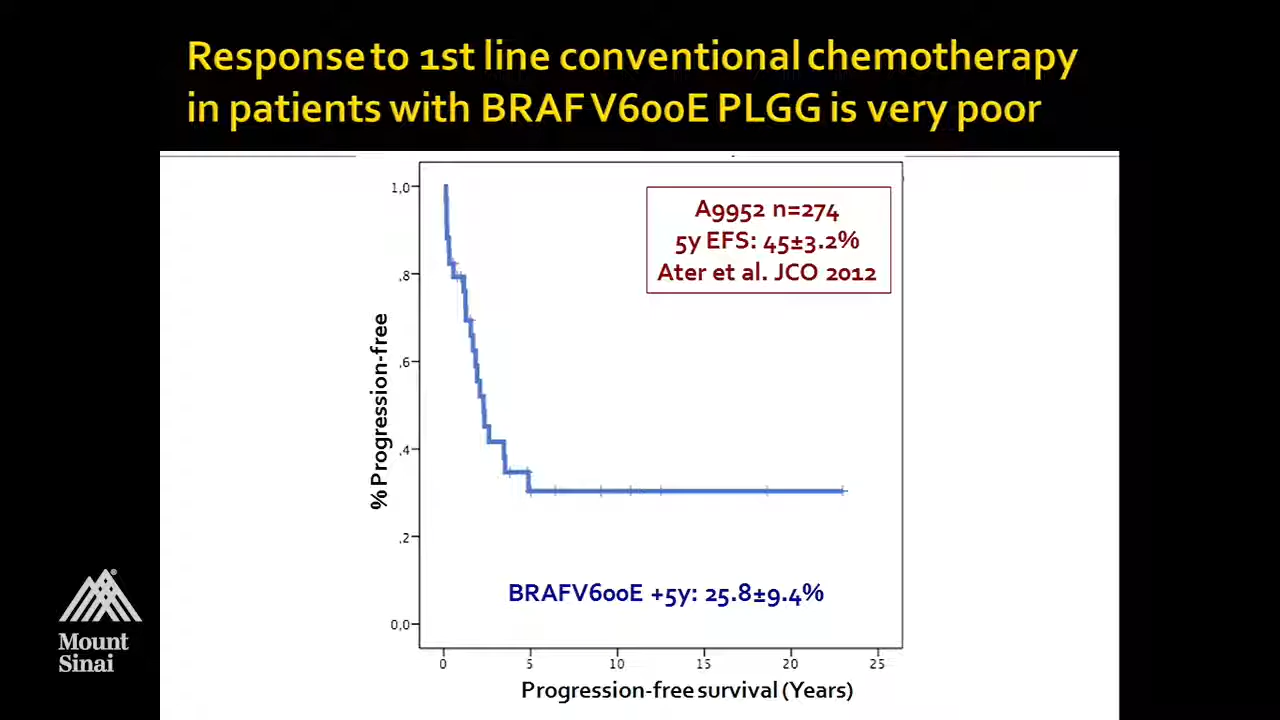 Response to 1st line conventional chemotherapy
in patients with BRAF V600E PLGG is very poor
A9952 n=274
5y EFS: 45±3.2%
Ater et al. JCO 2012
% Progression-free
1,0
,8
,6
,4
,2
0,0
BRAFV600E +5y: 25.8±9.4%
0 5 10 15 20 25
Progression-free survival (Years)
Mount
Sinai